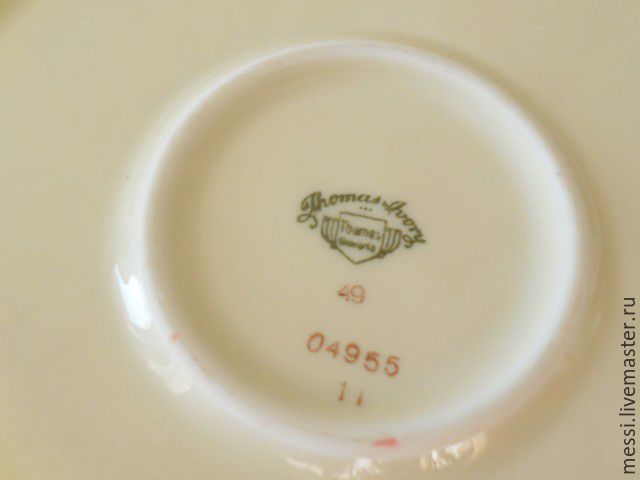 Thomas Ivory
Thomas
Bavaria
49
04955
11
messi.livemaster.ru